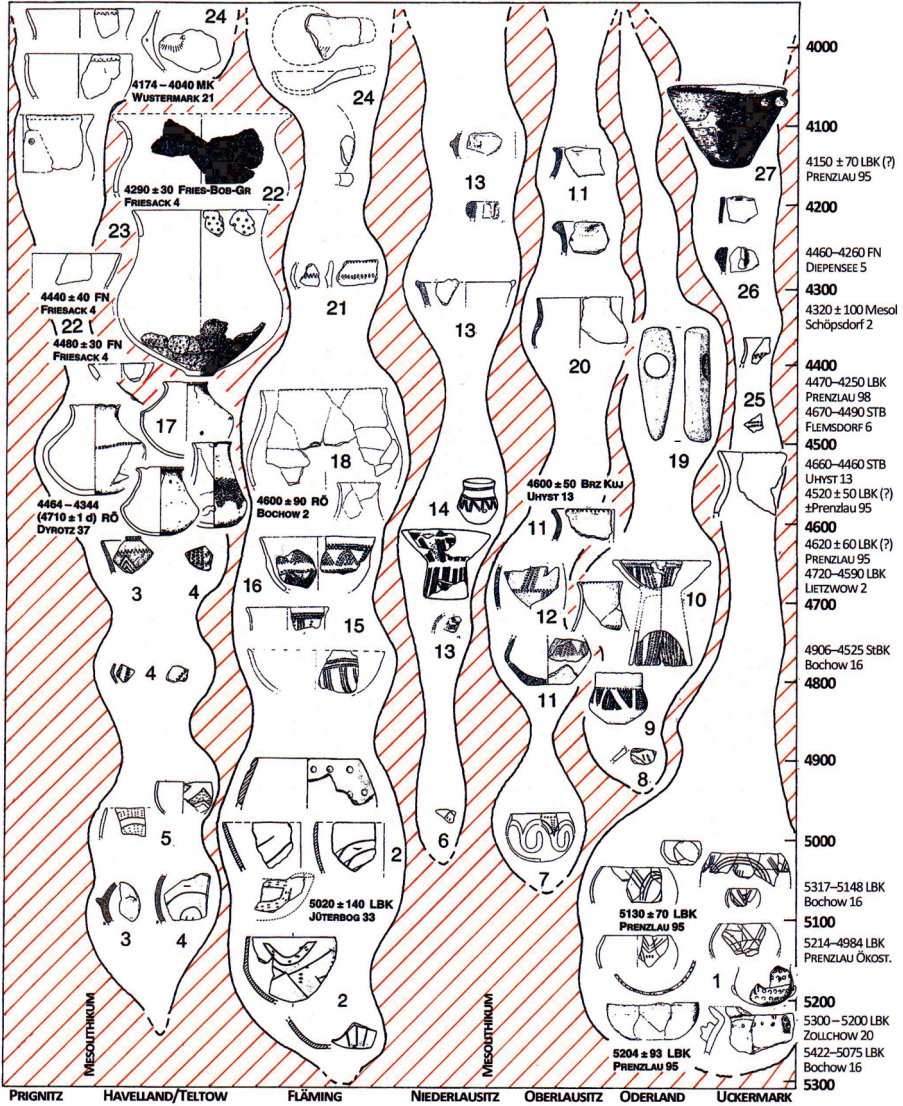 24
4174 – 4040 MK
WUSTERMARK 21
24
4000
4100
13
11
27
4150 ± 70 LBK (?)
PRENZLAU 95
4290 ± 30 FRIES-BOB-GR
FRIESACK 4
22
4200
23
21
13
26
4460–4260 FN
DIEPENSEE 5
4300
4440 ± 40 FN
FRIESACK 4
22
4320 ± 100 Mesol
Schöpsdorf 2
4480 ± 30 FN
FRIESACK 4
20
4400
17
25
4470–4250 LBK
PRENZLAU 98
4670–4490 STB
FLEMSDORF 6
18
19
4500
4464 – 4344
(4710 ± 1 d) RÖ
DYROTZ 37
4600 ± 90 RÖ
BOCHOW 2
14
4600 ± 50 BRZ KUJ
UHYST 13
4660–4460 STB
UHYST 13
4520 ± 50 LBK (?)
±Prenzlau 95
11
4600
3
4
16
12
10
4620 ± 60 LBK (?)
PRENZLAU 95
4720–4590 LBK
LIETZWOW 2
15
13
4700
4
11
9
4906–4525 StBK
Bochow 16
4800
8
4900
5
6
7
5000
2
5020 ± 140 LBK
JÜTERBOG 33
5130 ± 70 LBK
PRENZLAU 95
5317–5148 LBK
Bochow 16
3
4
5100
5214–4984 LBK
PRENZLAU ÖKOST.
2
1
5200
5204 ± 93 LBK
PRENZLAU 95
5300 – 5200 LBK
ZOLLCHOW 20
5422–5075 LBK
Bochow 16
5300
MESOLITHIKUM
MESOLITHIKUM
PRIGNITZ HAVELLAND/TELTOW FLÄMING NIEDERLAUSITZ OBERLAUSITZ ODERLAND UCKERMARK